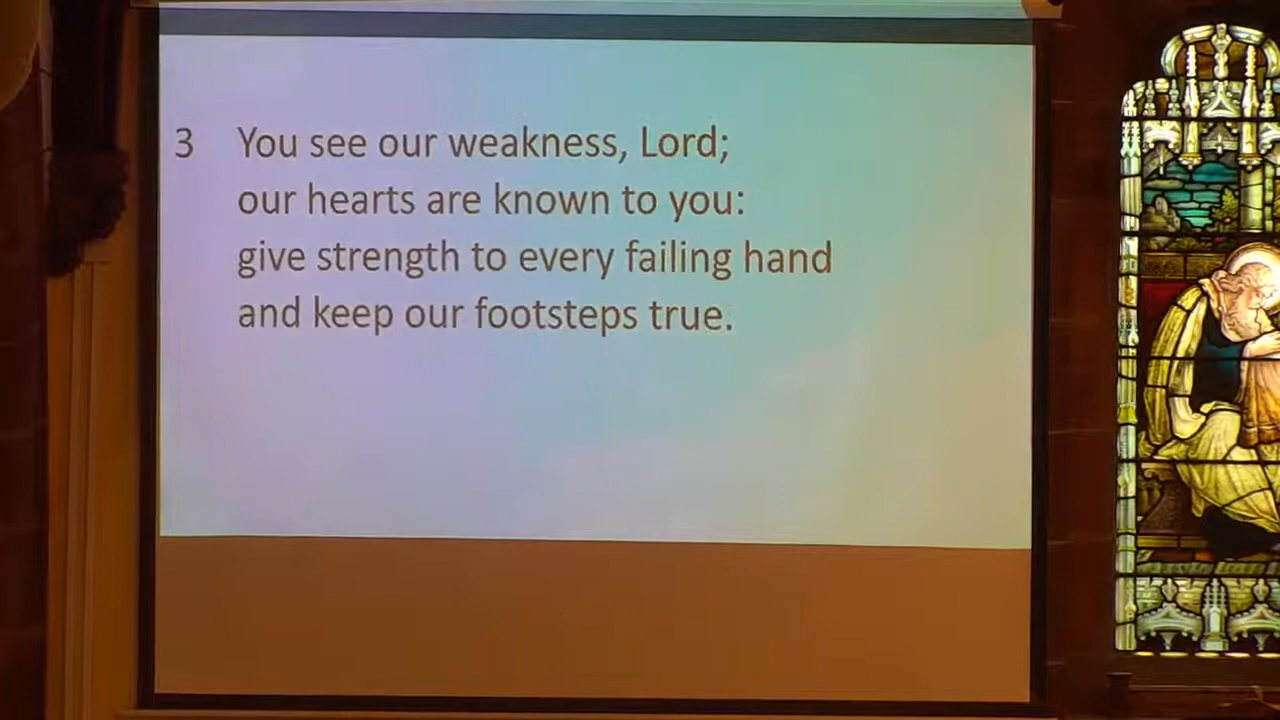 3 You see our weakness, Lord;
our hearts are known to you:
give strength to every failing hand
and keep our footsteps true.